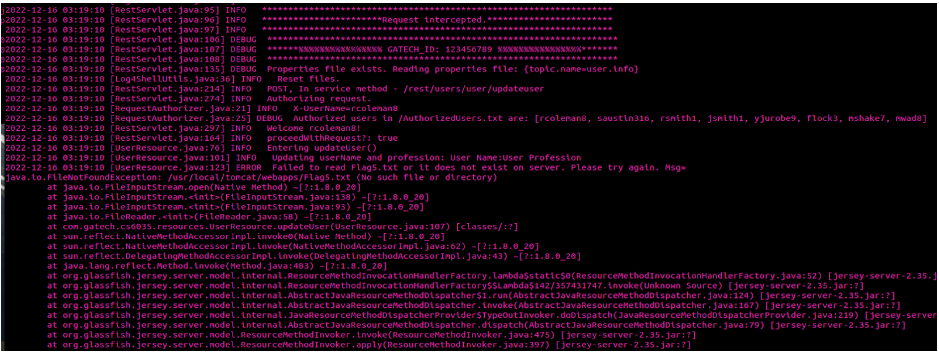 2022-12-16 03:19:10 [RestServlet.java:95] INFO ********************************************************************
2022-12-16 03:19:10 [RestServlet.java:96] INFO ***********************Request intercepted.************************
2022-12-16 03:19:10 [RestServlet.java:97] INFO ********************************************************************
2022-12-16 03:19:10 [RestServlet.java:106] DEBUG ********************************************************************
2022-12-16 03:19:10 [RestServlet.java:107] DEBUG ******%%%%%%%%%%%%%%%% GATECH_ID: 123456789 %%%%%%%%%%%%%%%%*******
2022-12-16 03:19:10 [RestServlet.java:108] DEBUG ********************************************************************
2022-12-16 03:19:10 [RestServlet.java:135] DEBUG Properties file exists. Reading properties file: {topic.name=user.info}
2022-12-16 03:19:10 [Log4ShellUtils.java:36] INFO Reset files.
2022-12-16 03:19:10 [RestServlet.java:214] INFO POST, In service method - /rest/users/user/updateuser
2022-12-16 03:19:10 [RestServlet.java:274] INFO Authorizing request.
2022-12-16 03:19:10 [RequestAuthorizer.java:21] INFO X-UserName=rcoleman8
2022-12-16 03:19:10 [RequestAuthorizer.java:25] DEBUG Authorized users in /AuthorizedUsers.txt are: [rcoleman8, saustin316, rsmith1, jsmith1, yjurobe9, flock3, mshake7, mwad8]
2022-12-16 03:19:10 [RestServlet.java:297] INFO Welcome rcoleman8!
2022-12-16 03:19:10 [RestServlet.java:164] INFO proceedWithRequest?: true
2022-12-16 03:19:10 [UserResource.java:76] INFO Entering updateUser()
2022-12-16 03:19:10 [UserResource.java:101] INFO Updating userName and profession: User Name:User Profession
2022-12-16 03:19:10 [UserResource.java:123] ERROR Failed to read Flag5.txt or it does not exist on server. Please try again. Msg=
java.io.FileNotFoundException: /usr/local/tomcat/webapps/Flag5.txt (No such file or directory)
at java.io.FileInputStream.open(Native Method) ~[?:1.8.0_20]
at java.io.FileInputStream.<init>(FileInputStream.java:138) ~[?:1.8.0_20]
at java.io.FileInputStream.<init>(FileInputStream.java:93) ~[?:1.8.0_20]
at java.io.FileReader.<init>(FileReader.java:58) ~[?:1.8.0_20]
at com.gatech.cs6035.resources.UserResource.updateUser(UserResource.java:107) [classes/:?]
at sun.reflect.NativeMethodAccessorImpl.invoke0(Native Method) ~[?:1.8.0_20]
at sun.reflect.NativeMethodAccessorImpl.invoke(NativeMethodAccessorImpl.java:62) ~[?:1.8.0_20]
at sun.reflect.DelegatingMethodAccessorImpl.invoke(DelegatingMethodAccessorImpl.java:43) ~[?:1.8.0_20]
at java.lang.reflect.Method.invoke(Method.java:483) ~[?:1.8.0_20]
at org.glassfish.jersey.server.model.internal.ResourceMethodInvocationHandlerFactory.lambda$static$0(ResourceMethodInvocationHandlerFactory.java:52) [jersey-server-2.35.j
at org.glassfish.jersey.server.model.internal.ResourceMethodInvocationHandlerFactory$$Lambda$142/357431747.invoke(Unknown Source) [jersey-server-2.35.jar:?]
at org.glassfish.jersey.server.model.internal.AbstractJavaResourceMethodDispatcher$1.run(AbstractJavaResourceMethodDispatcher.java:124) [jersey-server-2.35.jar:?]
at org.glassfish.jersey.server.model.internal.AbstractJavaResourceMethodDispatcher.invoke(AbstractJavaResourceMethodDispatcher.java:167) [jersey-server-2.35.jar:?]
at org.glassfish.jersey.server.model.internal.JavaResourceMethodDispatcherProvider$TypeOutInvoker.doDispatch(JavaResourceMethodDispatcherProvider.java:219) [jersey-server
at org.glassfish.jersey.server.model.internal.AbstractJavaResourceMethodDispatcher.dispatch(AbstractJavaResourceMethodDispatcher.java:79) [jersey-server-2.35.jar:?]
at org.glassfish.jersey.server.model.ResourceMethodInvoker.invoke(ResourceMethodInvoker.java:475) [jersey-server-2.35.jar:?]
at org.glassfish.jersey.server.model.ResourceMethodInvoker.apply(ResourceMethodInvoker.java:397) [jersey-server-2.35.jar:?]